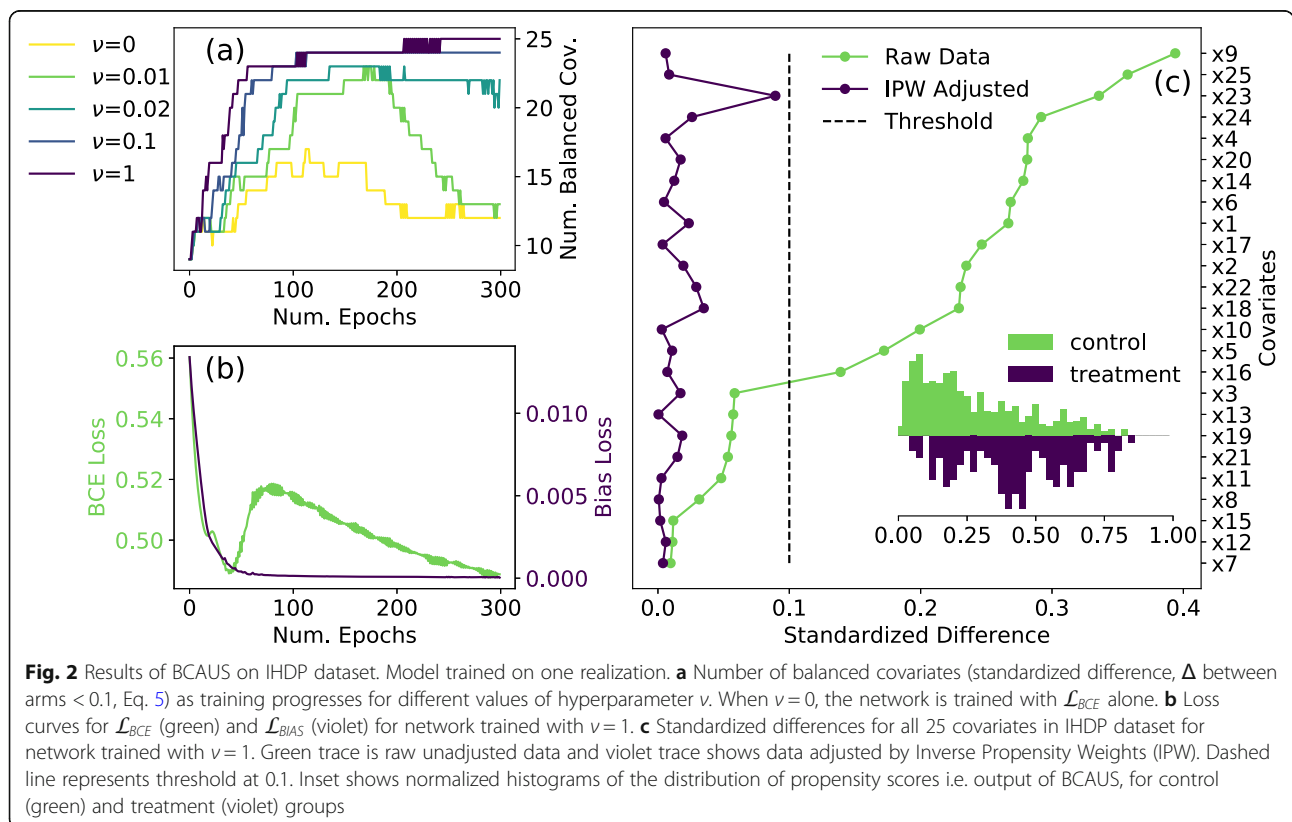 ν=0
ν=0.01
ν=0.02
ν=0.1
ν=1
(a)
25
20
15
10
Num. Balanced Cov.
0 100 200 300
Num. Epochs
(b)
0.56
0.54
0.52
0.50
BCE Loss
0.010
0.005
0.000
Bias Loss
0 100 200 300
Num. Epochs
(c)
Raw Data
IPW Adjusted
Threshold
x9
x25
x23
x24
x4
x20
x14
x6
x1
x17
x2
x22
x18
x10
x5
x16
x3
x13
x19
x21
x11
x8
x15
x12
x7
Covariates
control
treatment
0.00 0.25 0.50 0.75 1.00
0.0 0.1 0.2 0.3 0.4
Standardized Difference
Fig. 2 Results of BCAUS on IHDP dataset. Model trained on one realization. a Number of balanced covariates (standardized difference, Δ between
arms < 0.1, Eq. 5) as training progresses for different values of hyperparameter ν. When ν = 0, the network is trained with ℒBCE alone. b Loss
curves for ℒBCE (green) and ℒBIAS (violet) for network trained with ν = 1. c Standardized differences for all 25 covariates in IHDP dataset for
network trained with ν = 1. Green trace is raw unadjusted data and violet trace shows data adjusted by Inverse Propensity Weights (IPW). Dashed
line represents threshold at 0.1. Inset shows normalized histograms of the distribution of propensity scores i.e. output of BCAUS, for control
(green) and treatment (violet) groups